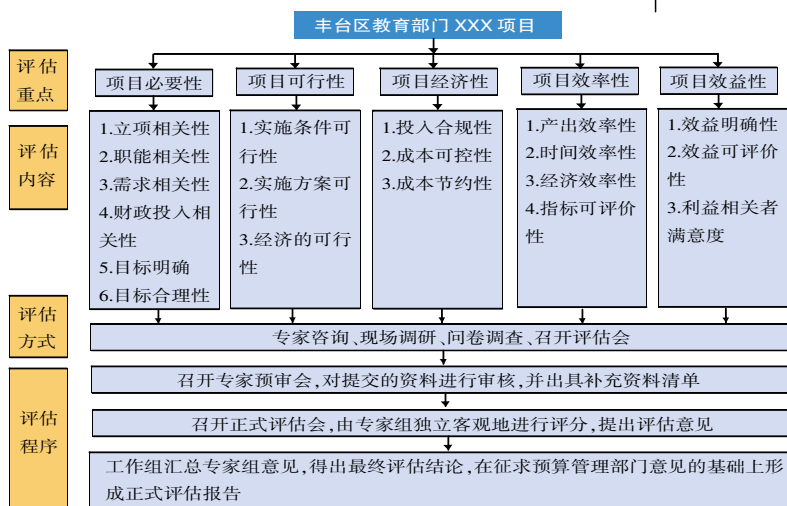 丰台区教育部门 XXX 项目
评估
重点
项目必要性
项目可行性
项目经济性
项目效率性
项目效益性
评估
内容
1.立项相关性
2.职能相关性
3.需求相关性
4.财政投入相
关性
5.目标明确
6.目标合理性
1.实施条件可
行性
2.实施方案可
行性
3.经济的可行
性
1.投入合规性
2.成本可控性
3.成本节约性
1.产出效率性
2.时间效率性
3.经济效率性
4.指标可评价
性
1.效益明确性
2.效益可评价
性
3.利益相关者
满意度
评估
方式
专家咨询、现场调研、问卷调查、召开评估会
评估
程序
召开专家预审会,对提交的资料进行审核,并出具补充资料清单
召开正式评估会,由专家组独立客观地进行评分,提出评估意见
工作组汇总专家组意见,得出最终评估结论,在征求预算管理部门意见的基础上形
成正式评估报告